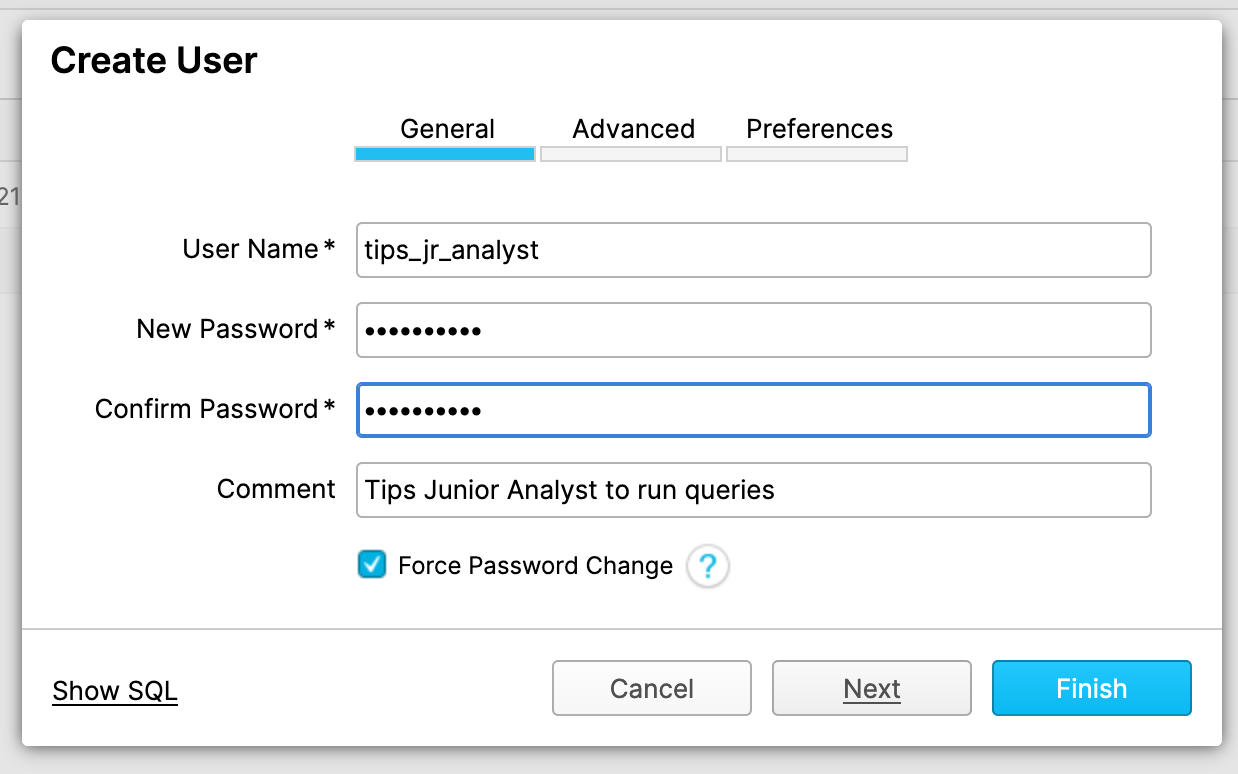 Create User
General Advanced Preferences
21
User Name* tips_jr_analyst
New Password* ••••••••••
Confirm Password* ••••••••••
Comment Tips Junior Analyst to run queries
Force Password Change ?
Show SQL Cancel Next Finish